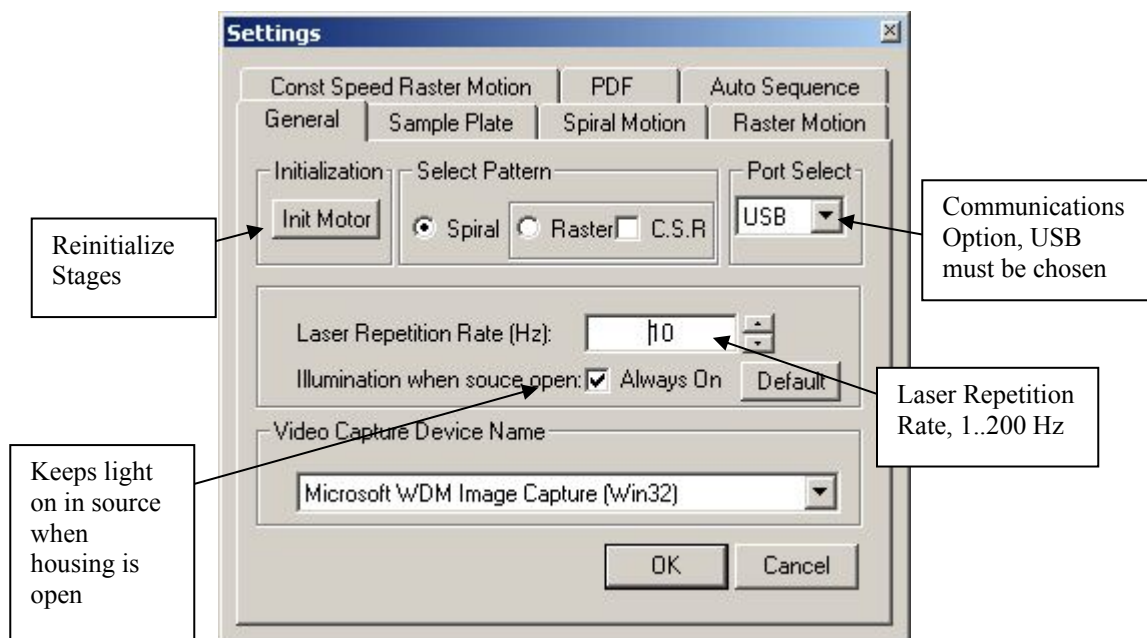 Settings
Const Speed Raster Motion PDF Auto Sequence
General Sample Plate Spiral Motion Raster Motion
Initialization Select Pattern Port Select
Init Motor Spiral Raster C.S.R USB
Laser Repetition Rate (Hz): 10
Illumination when souce open: Always On Default
Video Capture Device Name
Microsoft WDM Image Capture (Win32)
OK Cancel
Reinitialize
Stages
Keeps light
on in source
when
housing is
open
Communications
Option, USB
must be chosen
Laser Repetition
Rate, 1..200 Hz